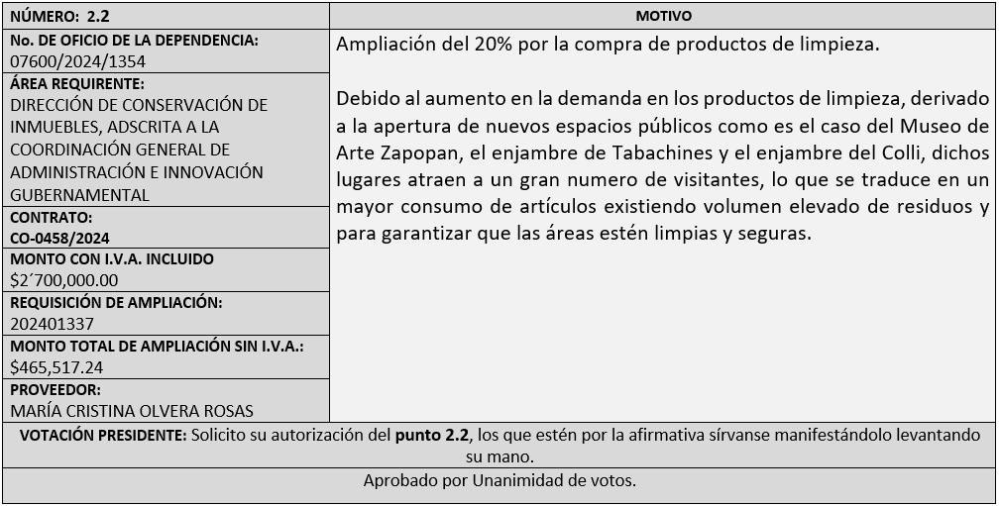 NÚMERO: 2.2
MOTIVO
No. DE OFICIO DE LA DEPENDENCIA:
07600/2024/1354
ÁREA REQUIRENTE:
DIRECCIÓN DE CONSERVACIÓN DE
INMUEBLES, ADSCRITA A LA
COORDINACIÓN GENERAL DE
ADMINISTRACIÓN E INNOVACIÓN
GUBERNAMENTAL
CONTRATO:
CO-0458/2024
MONTO CON I.V.A. INCLUIDO
$2´700,000.00
REQUISICIÓN DE AMPLIACIÓN:
202401337
MONTO TOTAL DE AMPLIACIÓN SIN I.V.A.:
$465,517.24
PROVEEDOR:
MARÍA CRISTINA OLVERA ROSAS
Ampliación del 20% por la compra de productos de limpieza.
Debido al aumento en la demanda en los productos de limpieza, derivado
a la apertura de nuevos espacios públicos como es el caso del Museo de
Arte Zapopan, el enjambre de Tabachines y el enjambre del Colli, dichos
lugares atraen a un gran numero de visitantes, lo que se traduce en un
mayor consumo de artículos existiendo volumen elevado de residuos y
para garantizar que las áreas estén limpias y seguras.
VOTACIÓN PRESIDENTE: Solicito su autorización del punto 2.2, los que estén por la afirmativa sírvanse manifestándolo levantando
su mano.
Aprobado por Unanimidad de votos.